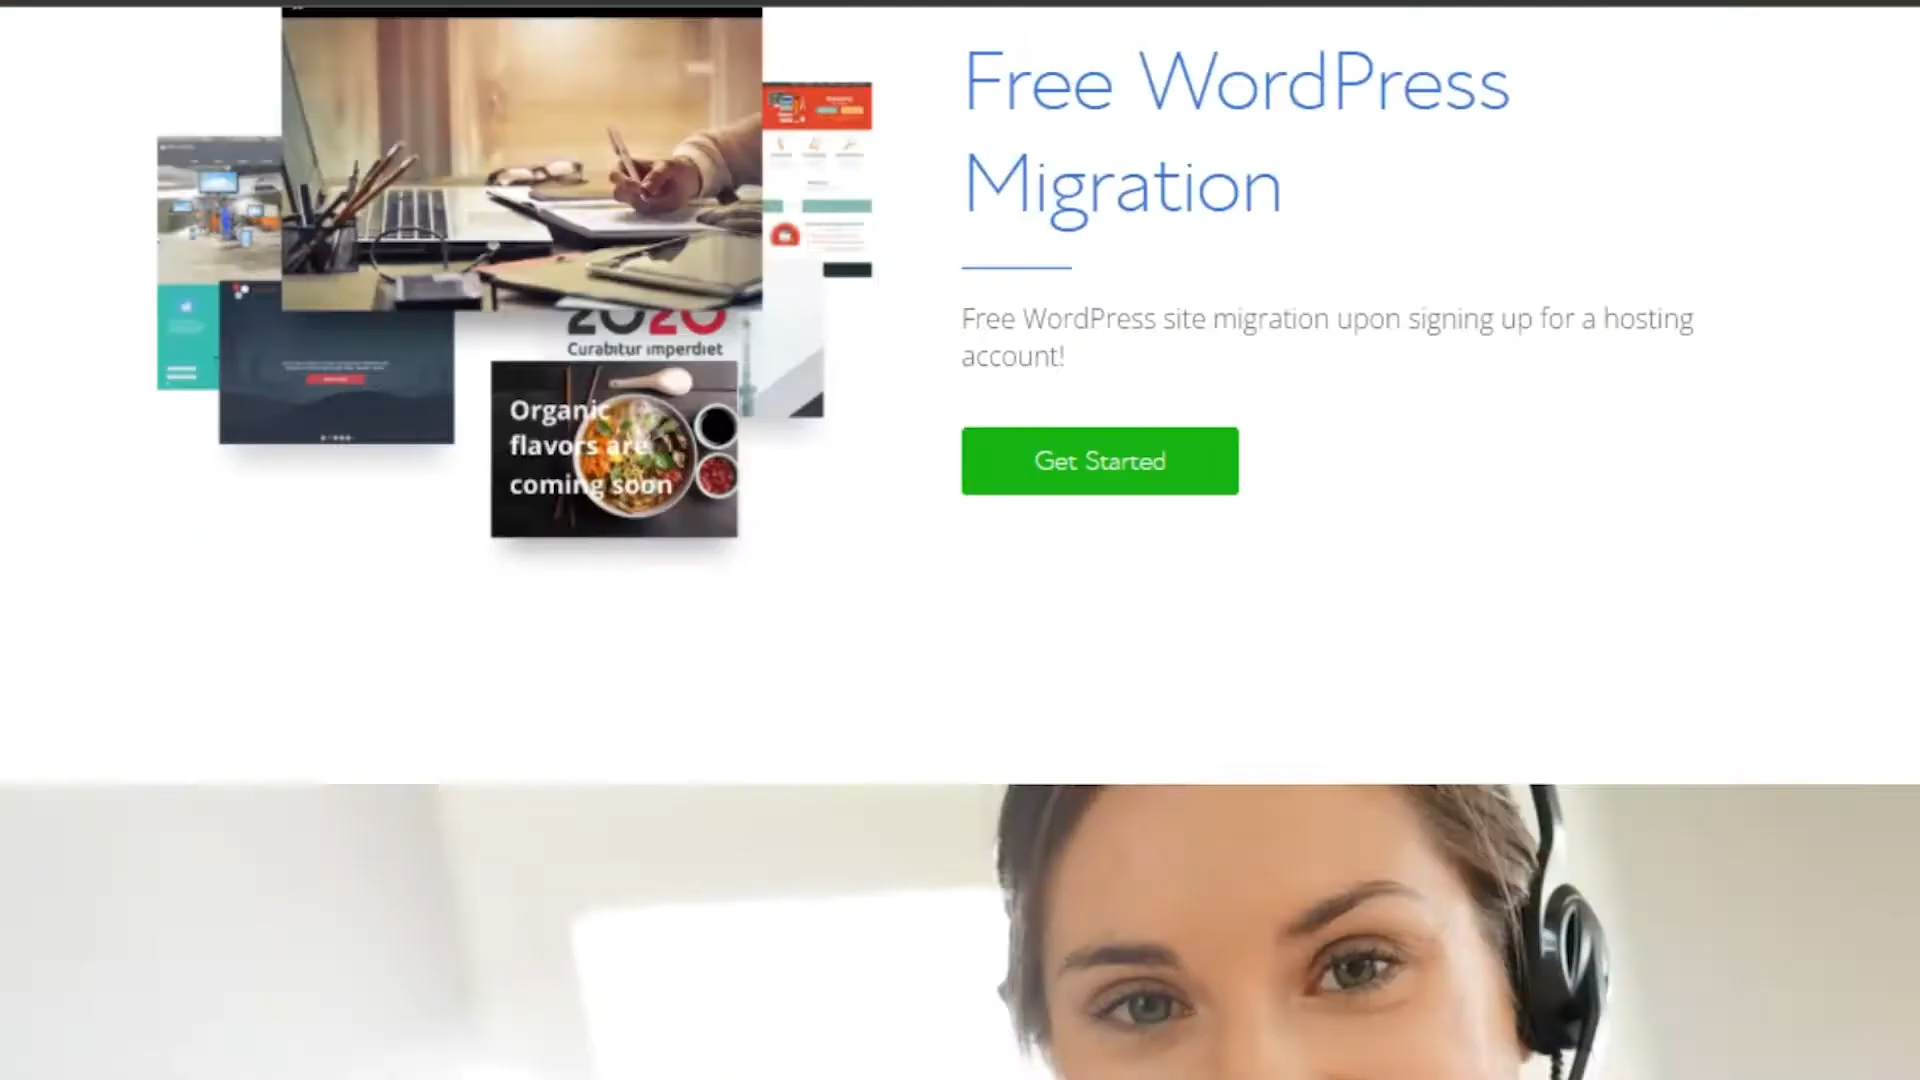 Free WordPress
Migration
Free WordPress site migration upon signing up for a hosting
account!
Get Started
2020
Curabitur imperdiet
Organic
flavors are
coming soon